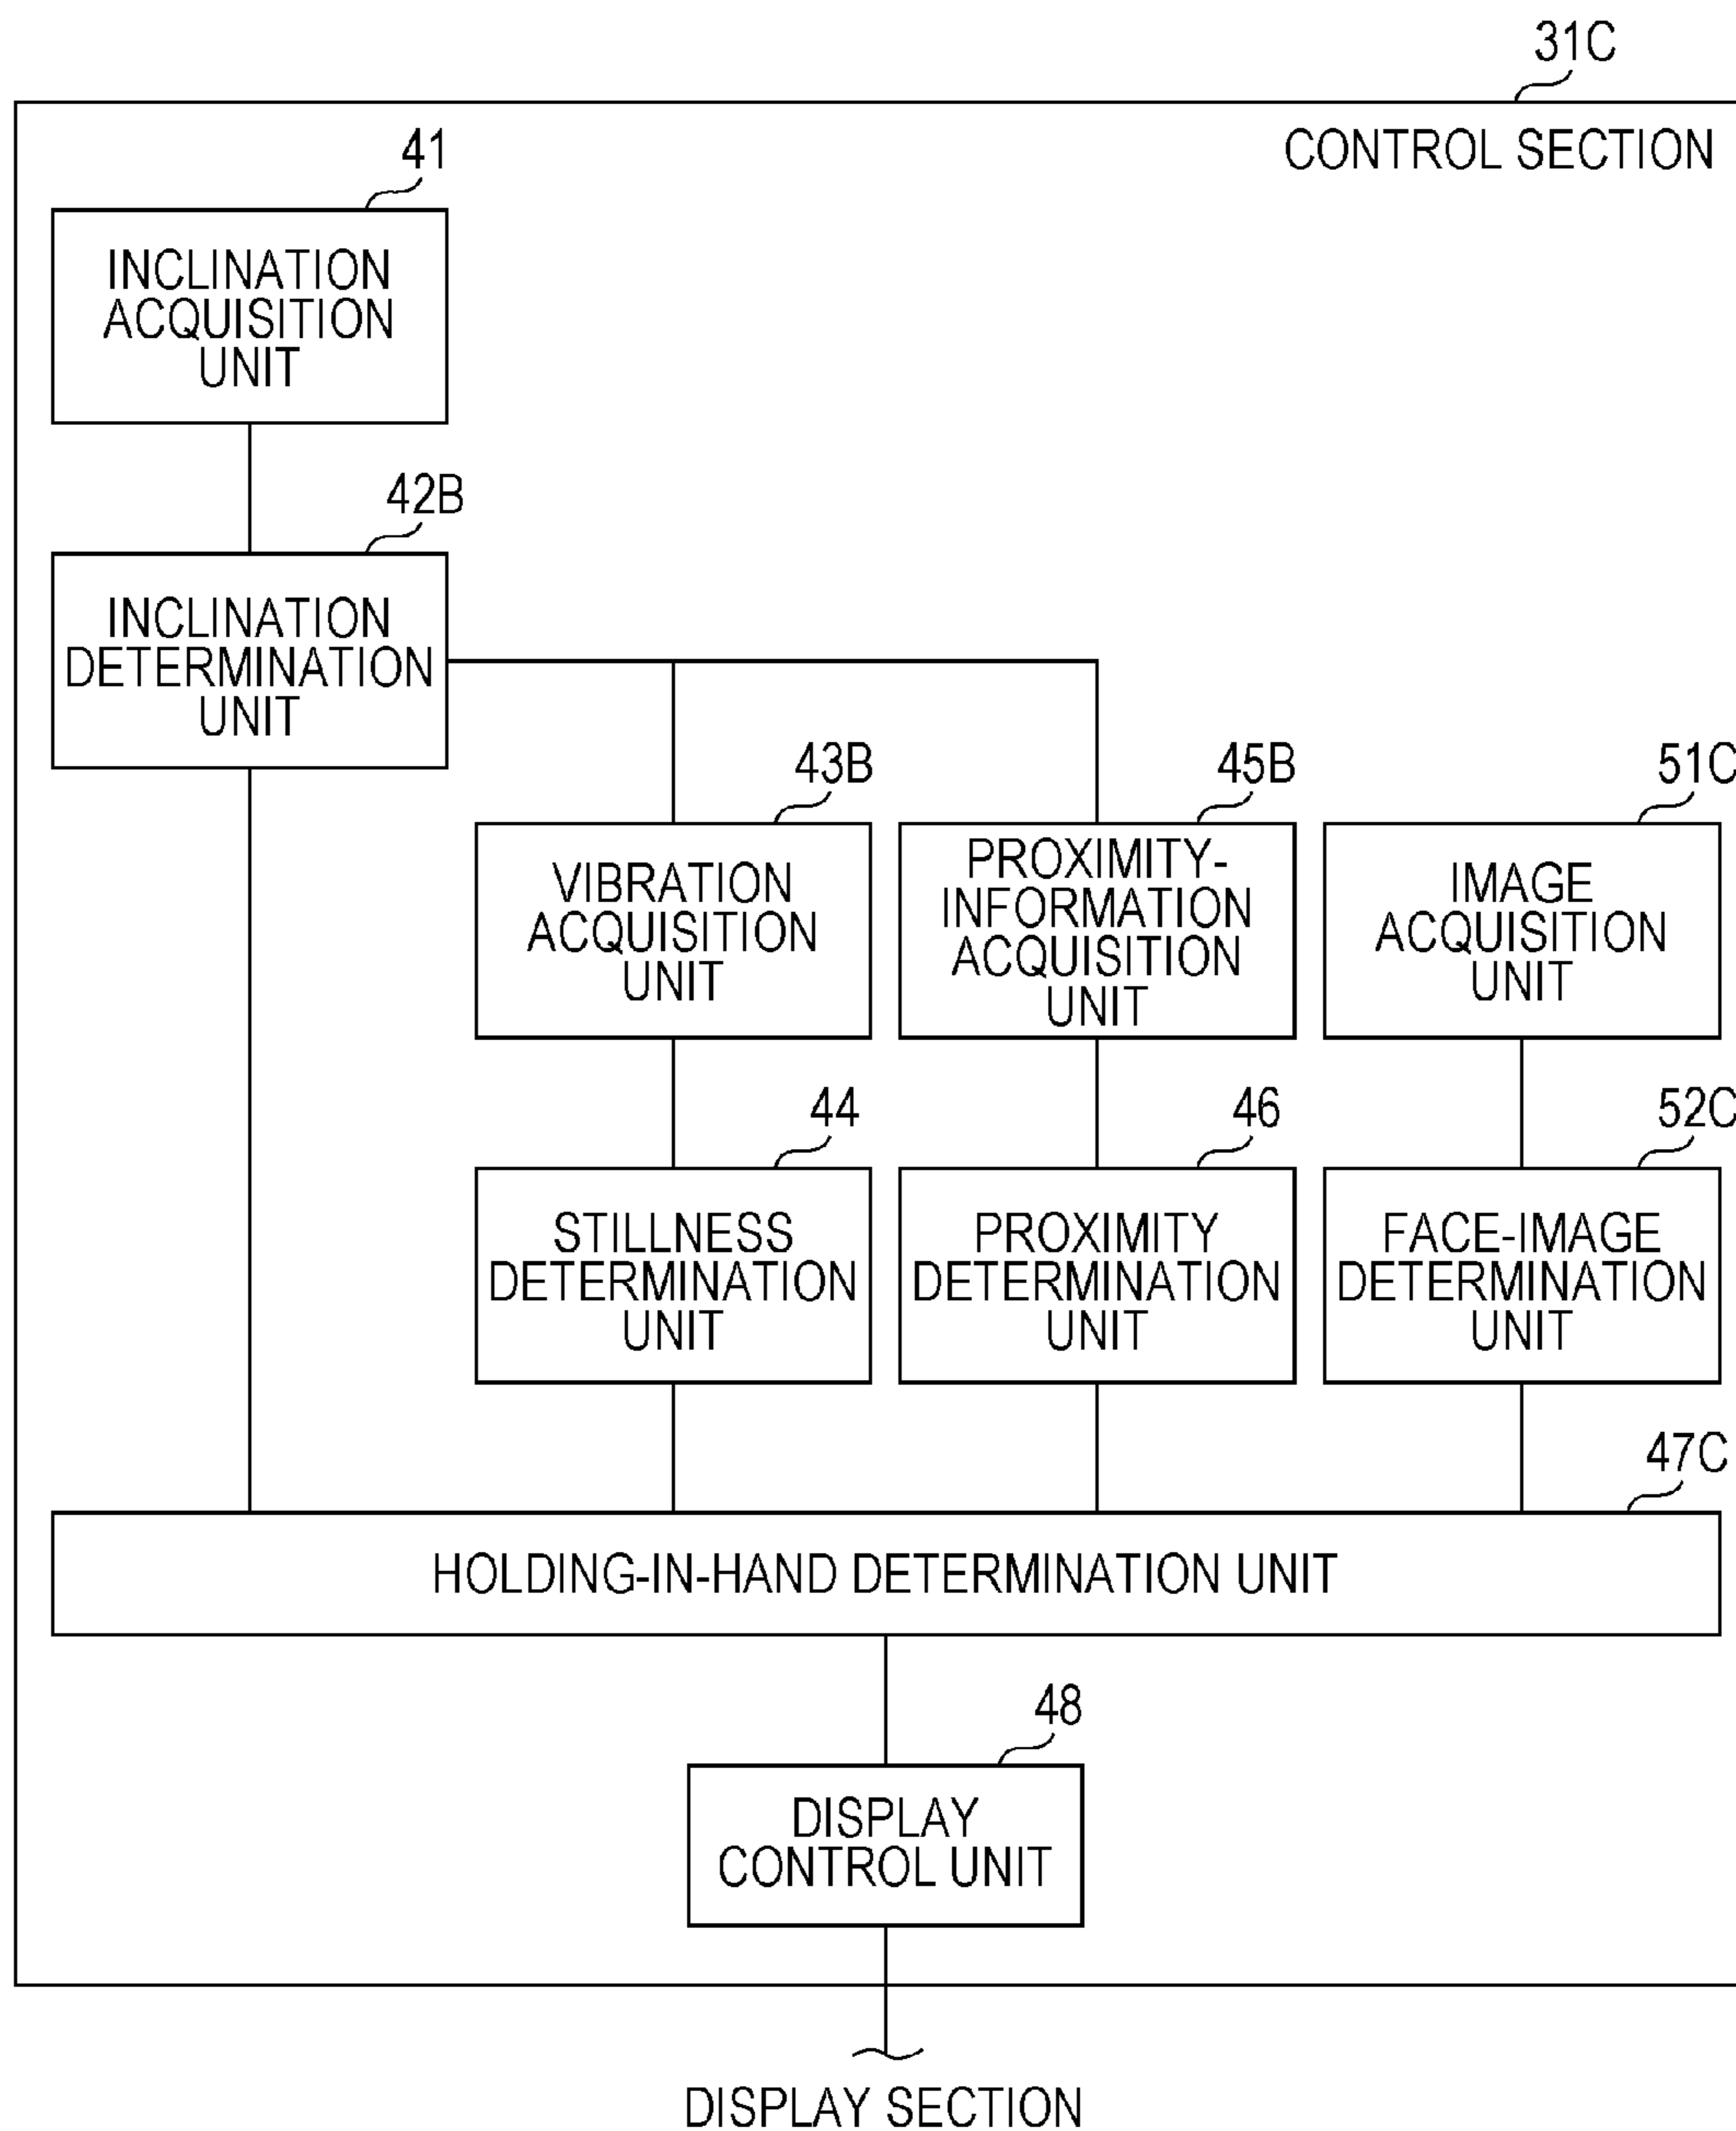 31C
CONTROL SECTION
41
INCLINATION
ACQUISITION
UNIT
42B
INCLINATION
DETERMINATION
UNIT
43B
VIBRATION
ACQUISITION
UNIT
45B
PROXIMITY-
INFORMATION
ACQUISITION
UNIT
51C
IMAGE
ACQUISITION
UNIT
44
STILLNESS
DETERMINATION
UNIT
46
PROXIMITY
DETERMINATION
UNIT
52C
FACE-IMAGE
DETERMINATION
UNIT
47C
HOLDING-IN-HAND DETERMINATION UNIT
48
DISPLAY
CONTROL UNIT
DISPLAY SECTION